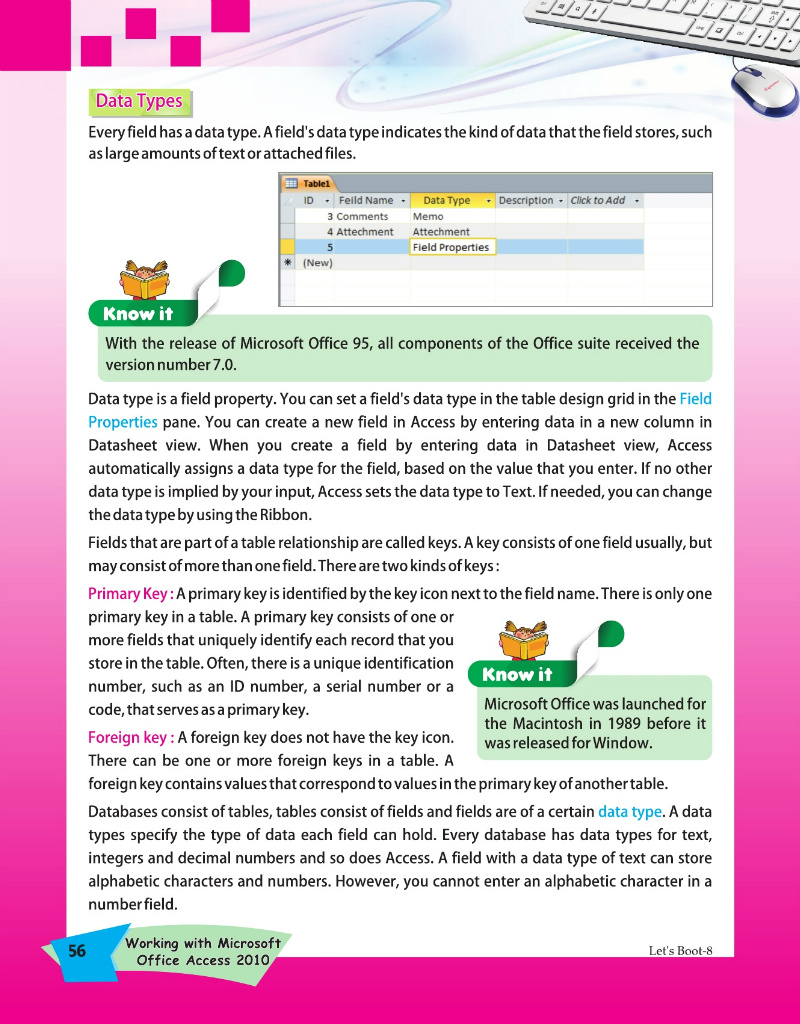 Data Types
Every field has a data type. A field's data type indicates the kind of data that the field stores, such
as large amounts of text or attached files.
Table1
ID Feild Name Data Type Description Click to Add
3 Comments Memo
4 Attechment Attechment
5 Field Properties
(New)
Know it
With the release of Microsoft Office 95, all components of the Office suite received the
version number 7.0.
Data type is a field property. You can set a field's data type in the table design grid in the Field
Properties pane. You can create a new field in Access by entering data in a new column in
Datasheet view. When you create a field by entering data in Datasheet view, Access
automatically assigns a data type for the field, based on the value that you enter. If no other
data type is implied by your input, Access sets the data type to Text. If needed, you can change
the data type by using the Ribbon.
Fields that are part of a table relationship are called keys. A key consists of one field usually, but
may consist of more than one field. There are two kinds of keys :
Primary Key : A primary key is identified by the key icon next to the field name. There is only one
primary key in a table. A primary key consists of one or
more fields that uniquely identify each record that you
store in the table. Often, there is a unique identification
number, such as an ID number, a serial number or a
code, that serves as a primary key.
Know it
Microsoft Office was launched for
the Macintosh in 1989 before it
was released for Window.
Foreign key : A foreign key does not have the key icon.
There can be one or more foreign keys in a table. A
foreign key contains values that correspond to values in the primary key of another table.
Databases consist of tables, tables consist of fields and fields are of a certain data type. A data
types specify the type of data each field can hold. Every database has data types for text,
integers and decimal numbers and so does Access. A field with a data type of text can store
alphabetic characters and numbers. However, you cannot enter an alphabetic character in a
number field.
56
Working with Microsoft
Office Access 2010
Let's Boot-8